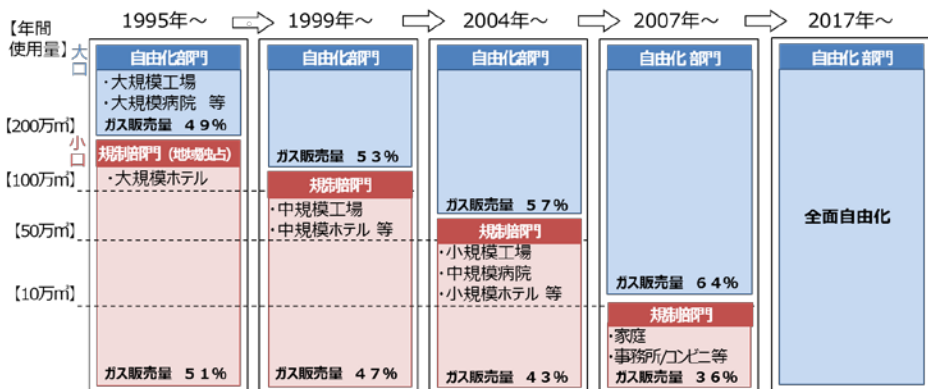 【年間
使用量】
大口
【200万㎥】
小口
【100万㎥】
【50万㎥】
【10万㎥】
1995年～
自由化部門
・大規模工場
・大規模病院 等
ガス販売量 49%
規制部門（地域独占）
・大規模ホテル
ガス販売量 51%
1999年～
自由化部門
ガス販売量 53%
規制部門
・中規模工場
・中規模ホテル 等
ガス販売量 47%
2004年～
自由化部門
ガス販売量 57%
規制部門
・小規模工場
・中規模病院
・小規模ホテル 等
ガス販売量 43%
2007年～
自由化部門
ガス販売量 64%
規制部門
・家庭
・事務所/コンビニ等
ガス販売量 36%
2017年～
自由化部門
全面自由化